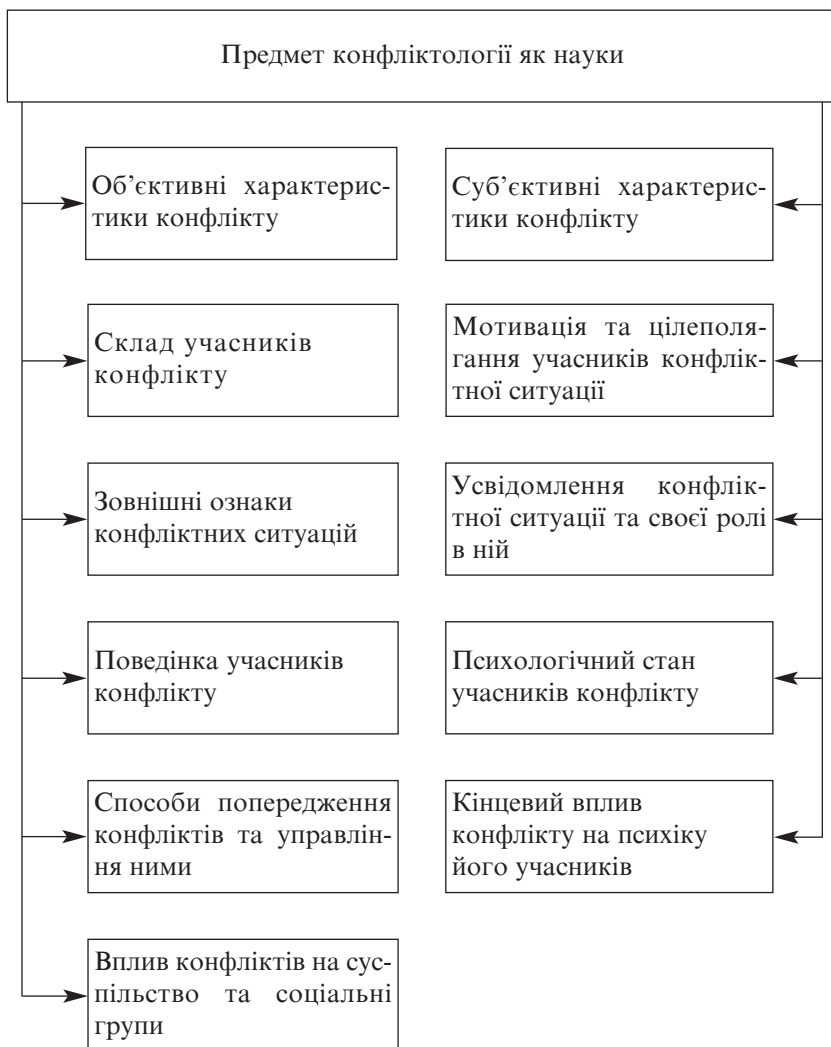 Предмет конфліктології як науки
Об’єктивні характерис-
тики конфлікту
Суб’єктивні характерис-
тики конфлікту
Склад учасників
конфлікту
Мотивація та цілеполя-
гання учасників конфлік-
тної ситуації
Зовнішні ознаки
конфліктних ситуацій
Усвідомлення конфлік-
тної ситуації та своєї ролі
в ній
Поведінка учасників
конфлікту
Психологічний стан
учасників конфлікту
Способи попередження
конфліктів та управлін-
ня ними
Кінцевий вплив
конфлікту на психіку
його учасників
Вплив конфліктів на сус-
пільство та соціальні
групи